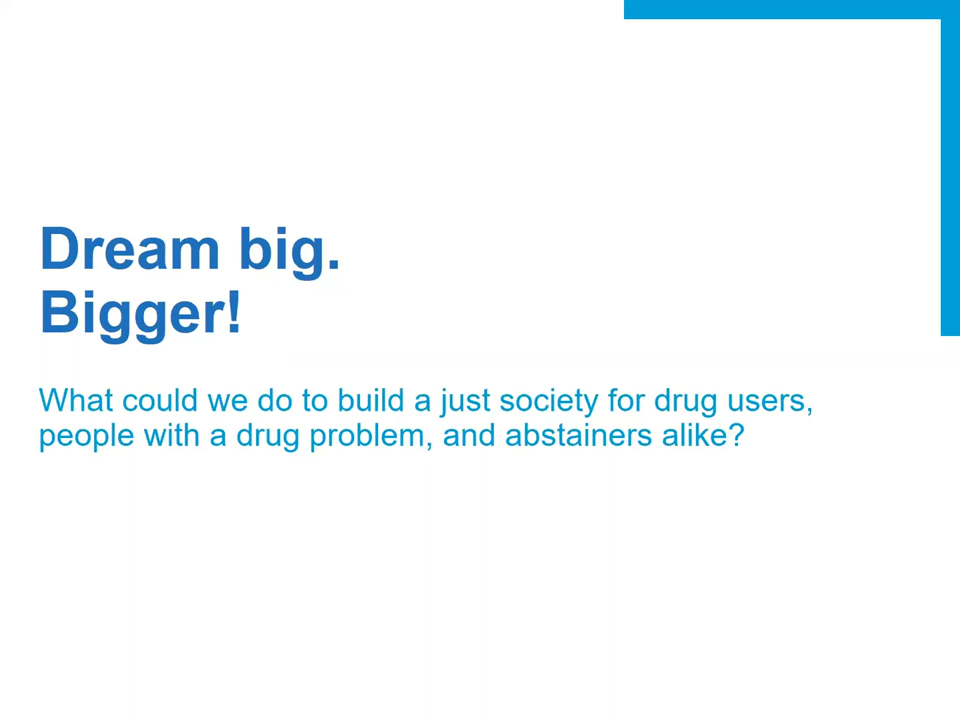 Dream big.
Bigger!
What could we do to build a just society for drug users,
people with a drug problem, and abstainers alike?